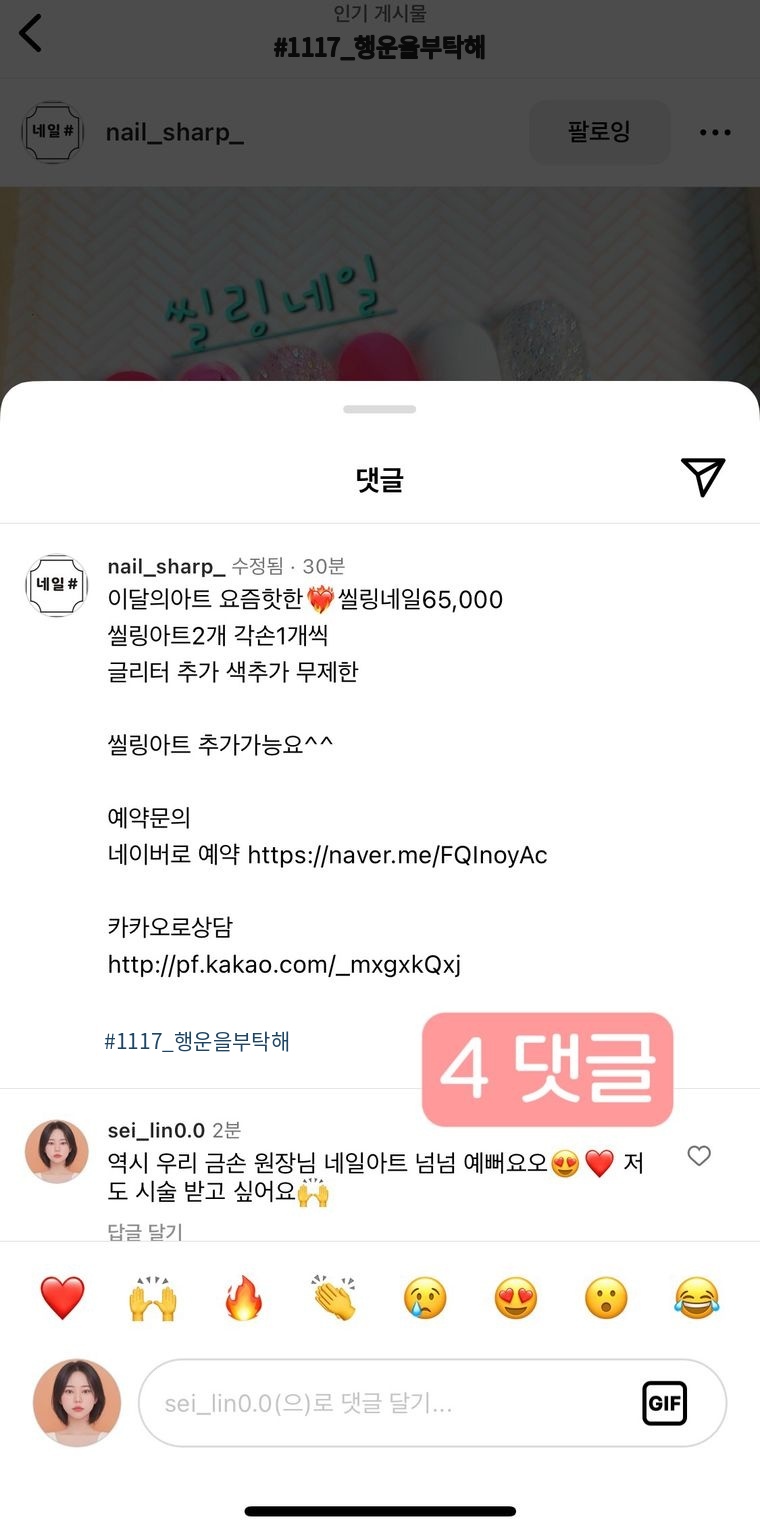 인기 게시물
#1117_행운을부탁해
네일#
nail_sharp_
팔로잉
씰링네일
댓글
네일#
nail_sharp_ 수정됨 · 30분
이달의아트 요즘핫한❤️‍🔥씰링네일65,000
씰링아트2개 각손1개씩
글리터 추가 색추가 무제한
씰링아트 추가가능요^^
예약문의
네이버로 예약 https://naver.me/FQInoyAc
카카오로상담
http://pf.kakao.com/_mxgxkQxj
#1117_행운을부탁해
4 댓글
sei_lin0.0 2분
역시 우리 금손 원장님 네일아트 넘넘 예뻐요오😍❤️ 저
도 시술 받고 싶어요🙌
답글 달기
❤️🙌🔥👏😢😍😮😂
sei_lin0.0(으)로 댓글 달기...
GIF